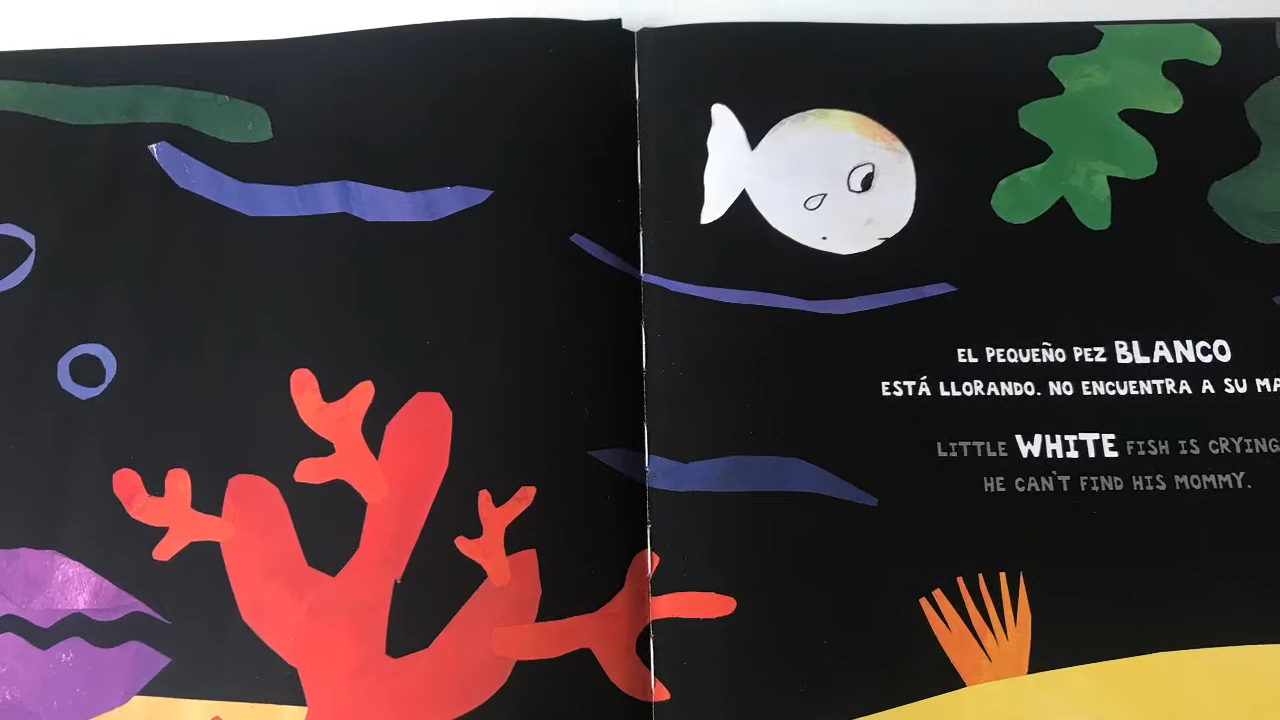 EL PEQUEÑO PEZ BLANCO
ESTÁ LLORANDO. NO ENCUENTRA A SU
LITTLE WHITE FISH IS CRYING
HE CAN'T FIND HIS MOMMY.